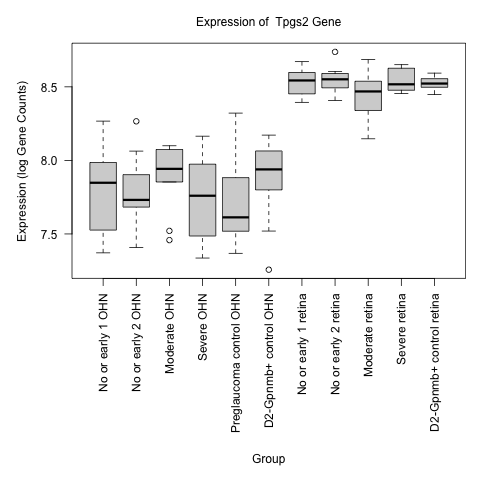 Expression of  Tpgs2 Gene
Expression (log Gene Counts)
8.5
8.0
7.5
No or early 1 OHN
No or early 2 OHN
Moderate OHN
Severe OHN
Preglaucoma control OHN
D2-Gpnmb+ control OHN
No or early 1 retina
No or early 2 retina
Moderate retina
Severe retina
D2-Gpnmb+ control retina
Group